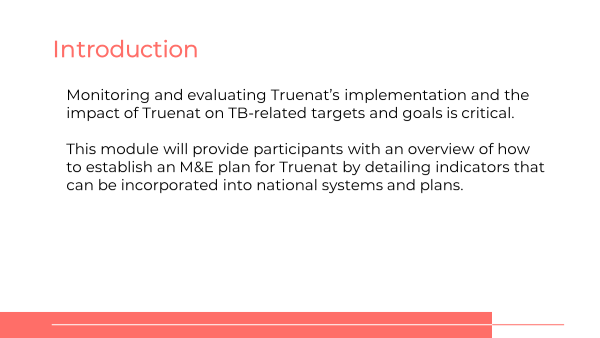 Introduction
Monitoring and evaluating Truenat’s implementation and the
impact of Truenat on TB-related targets and goals is critical.
This module will provide participants with an overview of how
to establish an M&E plan for Truenat by detailing indicators that
can be incorporated into national systems and plans.